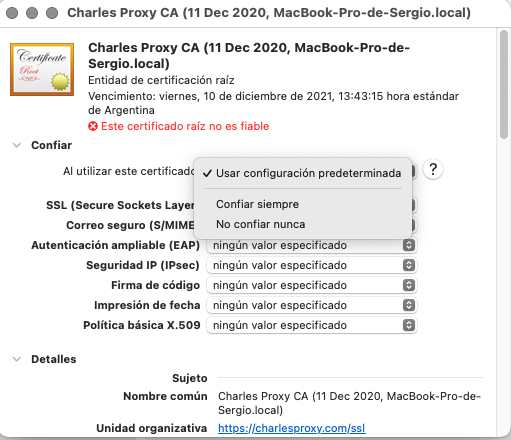 Charles Proxy CA (11 Dec 2020, MacBook-Pro-de-Sergio.local)
Certificate
Root
Charles Proxy CA (11 Dec 2020, MacBook-Pro-de-
Sergio.local)
Entidad de certificación raíz
Vencimiento: viernes, 10 de diciembre de 2021, 13:43:15 hora estándar
de Argentina
Este certificado raíz no es fiable
Confiar
Al utilizar este certificado
Usar configuración predeterminada
?
Confiar siempre
No confiar nunca
SSL (Secure Sockets Layer
Correo seguro (S/MIME
Autenticación ampliable (EAP) ningún valor especificado
Seguridad IP (IPsec) ningún valor especificado
Firma de código ningún valor especificado
Impresión de fecha ningún valor especificado
Política básica X.509 ningún valor especificado
Detalles
Sujeto
Nombre común Charles Proxy CA (11 Dec 2020, MacBook-Pro-de-
Sergio.local)
Unidad organizativa https://charlesproxy.com/ssl